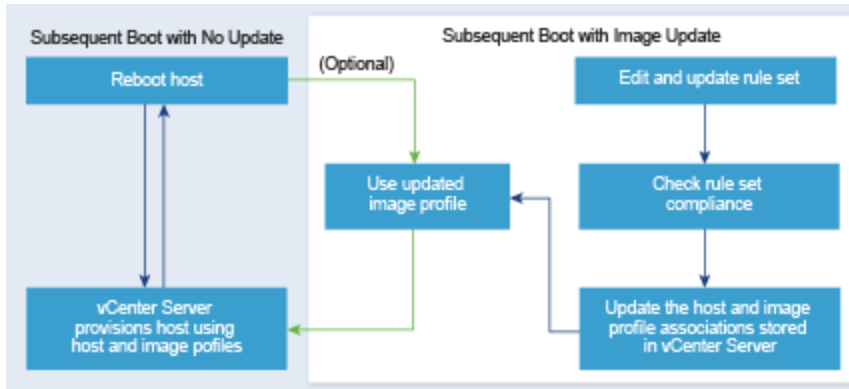 Subsequent Boot with No Update
Subsequent Boot with Image Update
(Optional)
Reboot host
Edit and update rule set
Use updated
image profile
Check rule set
compliance
vCenter Server
provisions host using
host and image pofiles
Update the host and image
profile associations stored
in vCenter Server